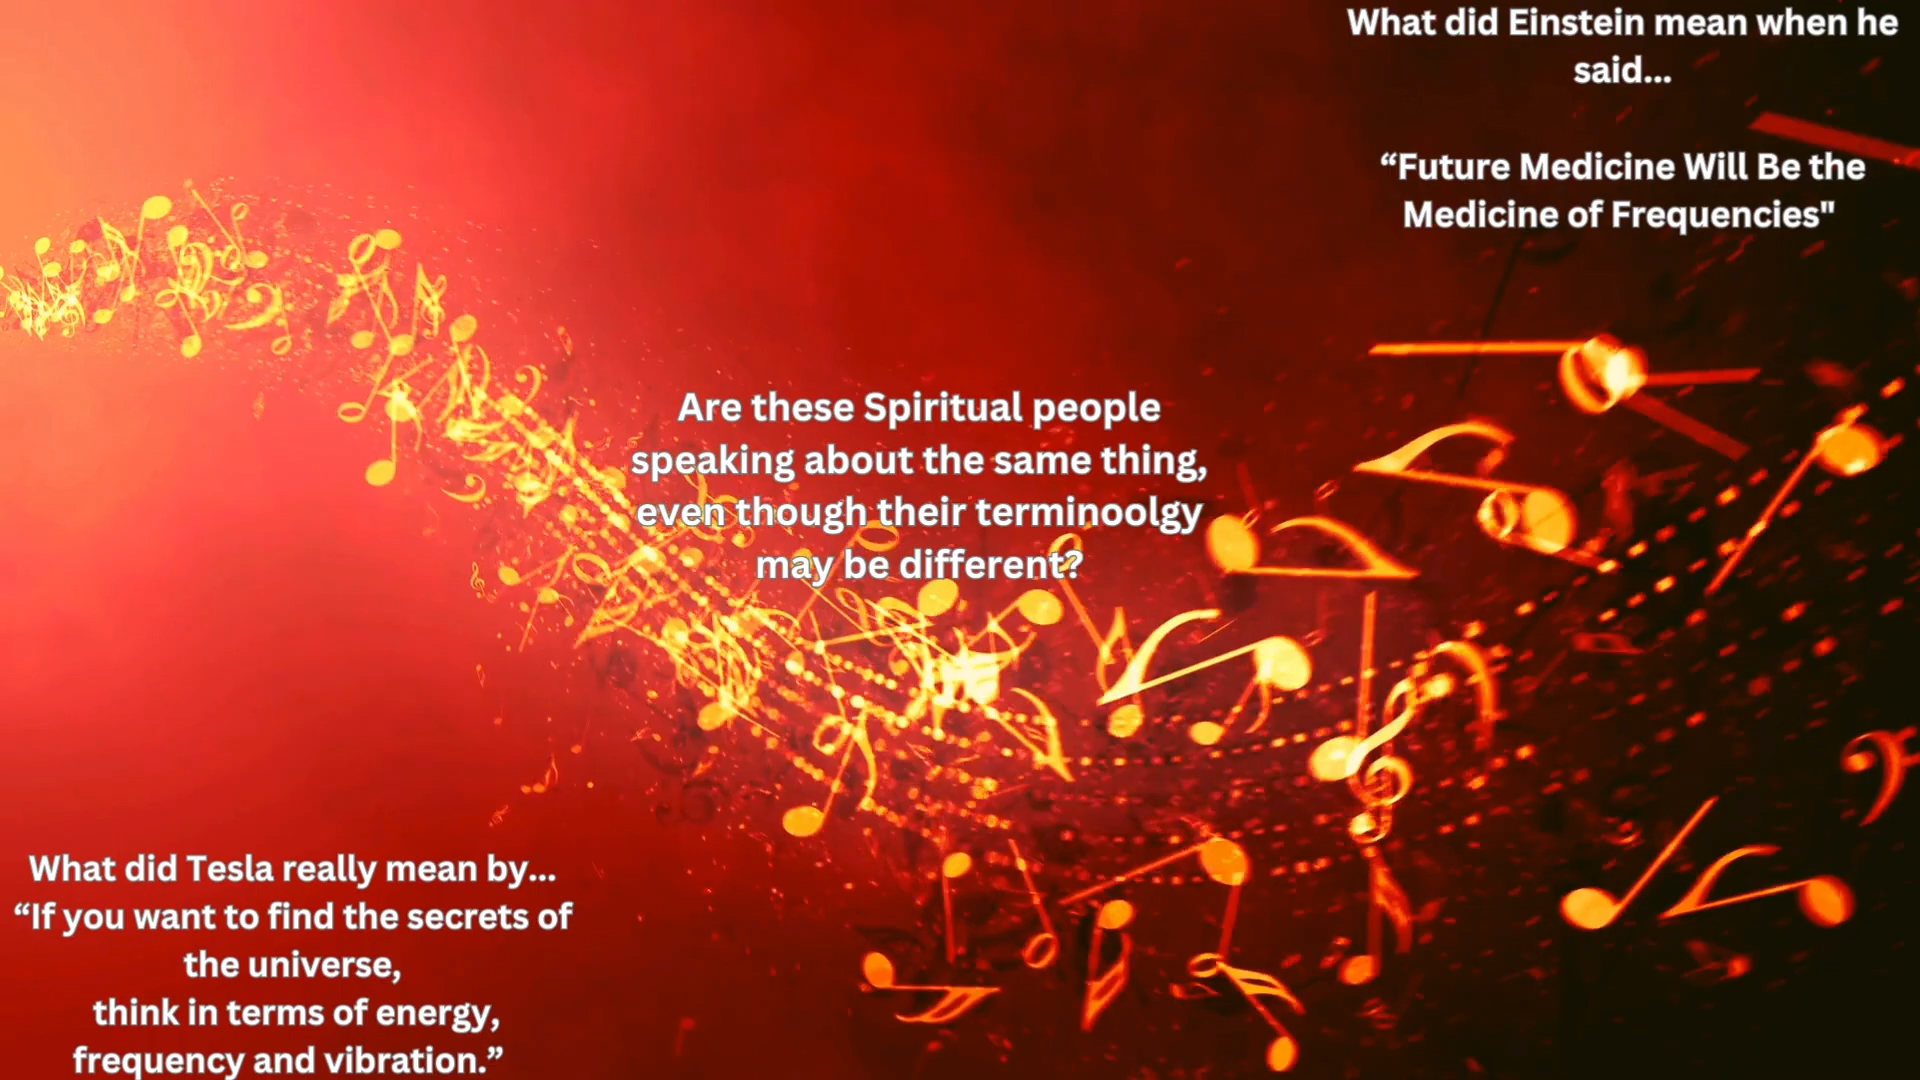 What did Einstein mean when he
said...
“Future Medicine Will Be the
Medicine of Frequencies"
Are these Spiritual people
speaking about the same thing,
even though their terminoolgy
may be different?
What did Tesla really mean by...
“If you want to find the secrets of
the universe,
think in terms of energy,
frequency and vibration.”